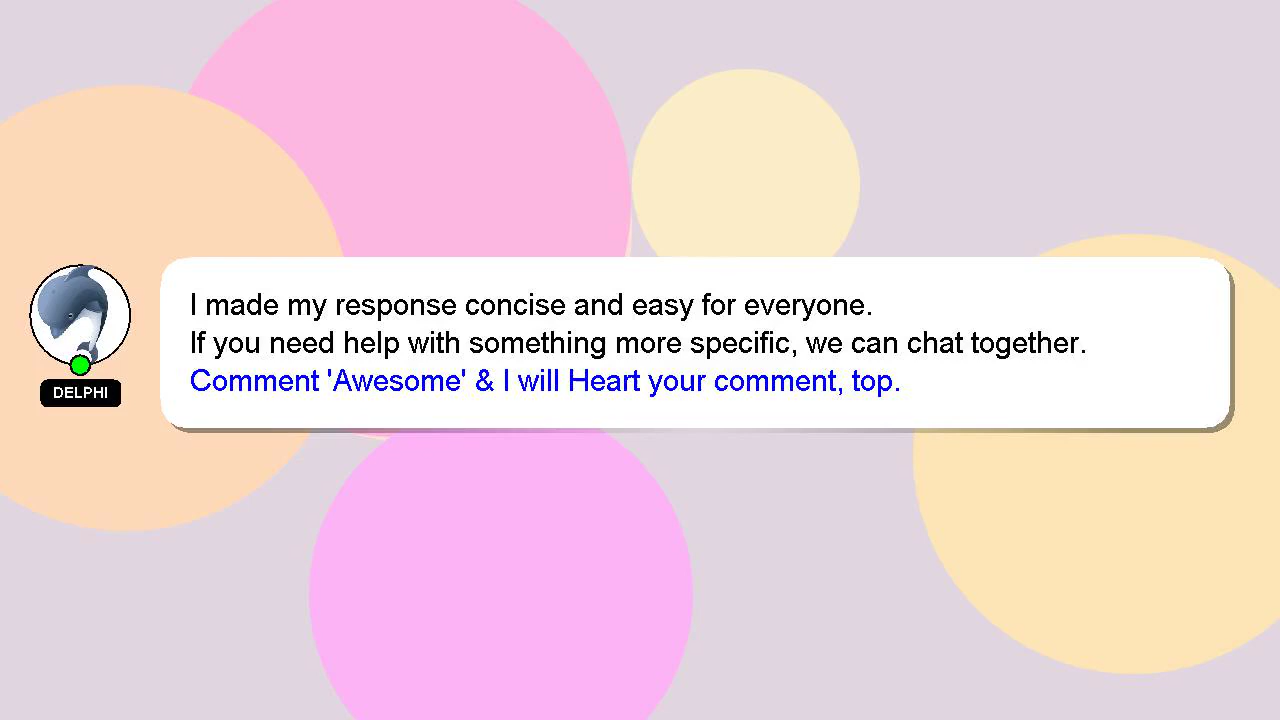 I made my response concise and easy for everyone.
If you need help with something more specific, we can chat together.
Comment 'Awesome' & I will Heart your comment, top.
DELPHI